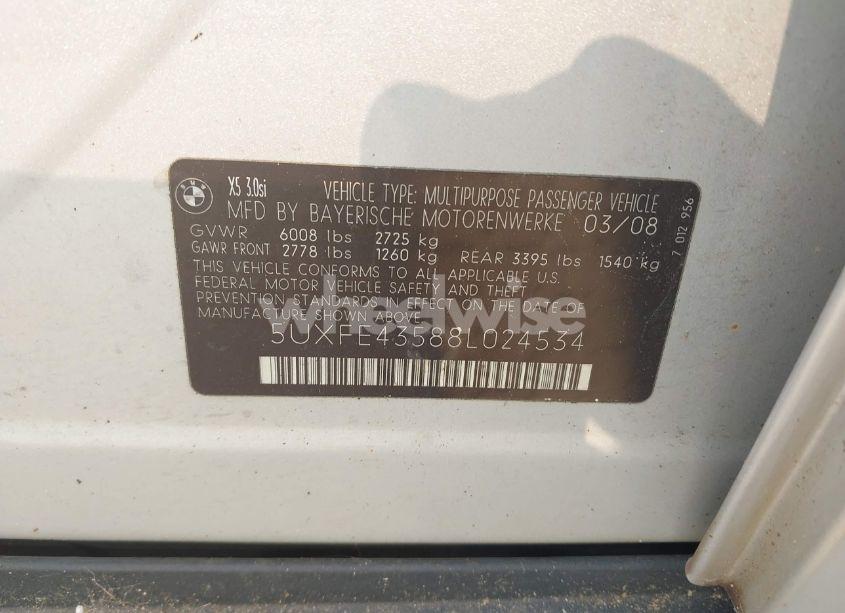 BMW
X5 3.0si
VEHICLE TYPE: MULTIPURPOSE PASSENGER VEHICLE
MFD BY BAYERISCHE MOTORENWERKE 03/08
GVWR 6008 lbs 2725 kg
GAWR FRONT 2778 lbs 1260 kg REAR 3395 lbs 1540 kg
THIS VEHICLE CONFORMS TO ALL APPLICABLE U.S.
FEDERAL MOTOR VEHICLE SAFETY AND THEFT
PREVENTION STANDARDS IN EFFECT ON THE DATE OF
MANUFACTURE SHOWN ABOVE.
5UXFE43588L024534
7 012 956
wheelwise